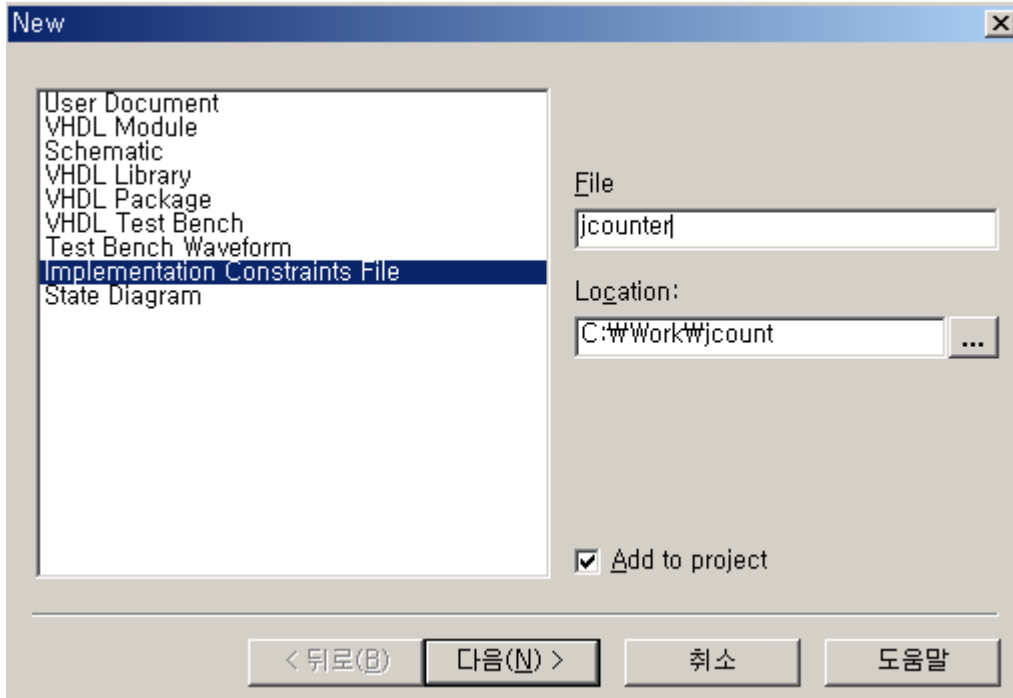 New
User Document
VHDL Module
Schematic
VHDL Library
VHDL Package
VHDL Test Bench
Test Bench Waveform
Implementation Constraints File
State Diagram
File
jcounter
Location:
C:₩Work₩jcount
...
Add to project
< 뒤로(B)
다음(N) >
취소
도움말